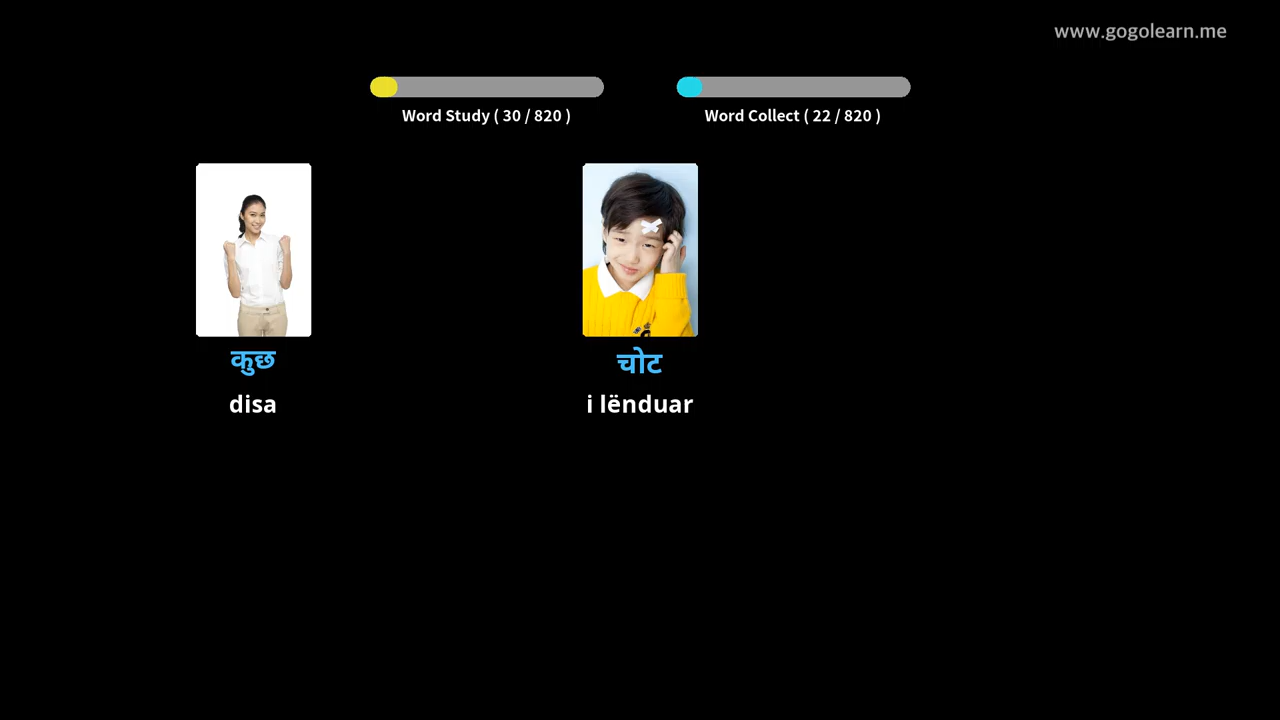 www.gogolearn.me
Word Study ( 30 / 820 )
Word Collect ( 22 / 820 )
कुछ
चोट
disa
i lënduar